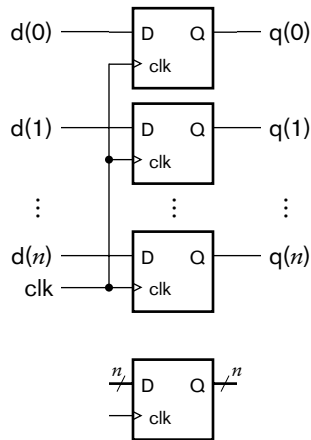 d(0) D Q q(0)
clk
d(1) D Q q(1)
clk
⋮ ⋮ ⋮
d(n) D Q q(n)
clk clk
n D Q n
clk